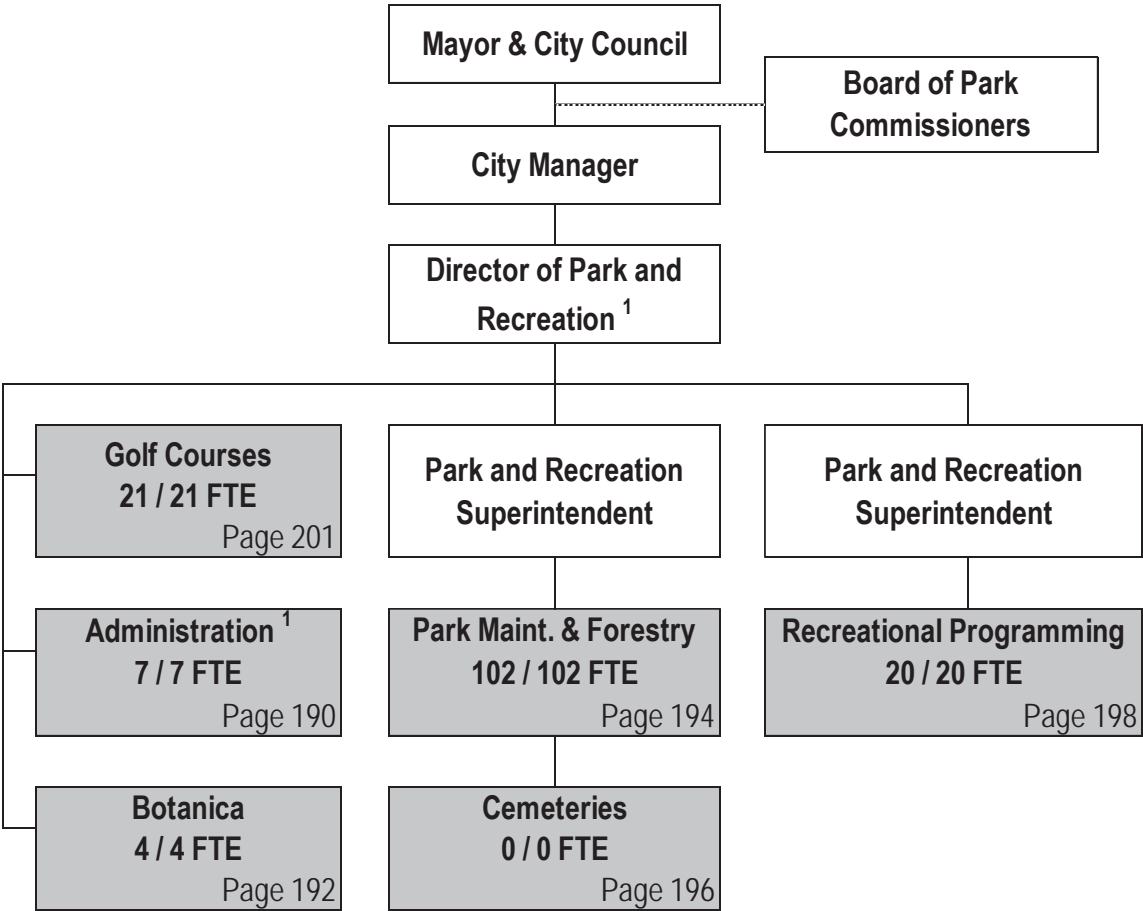 Mayor & City Council
Board of Park
Commissioners
City Manager
Director of Park and
Recreation 1
Golf Courses
21 / 21 FTE
Page 201
Park and Recreation
Superintendent
Park and Recreation
Superintendent
Administration 1
7 / 7 FTE
Page 190
Park Maint. & Forestry
102 / 102 FTE
Page 194
Recreational Programming
20 / 20 FTE
Page 198
Botanica
4 / 4 FTE
Page 192
Cemeteries
0 / 0 FTE
Page 196